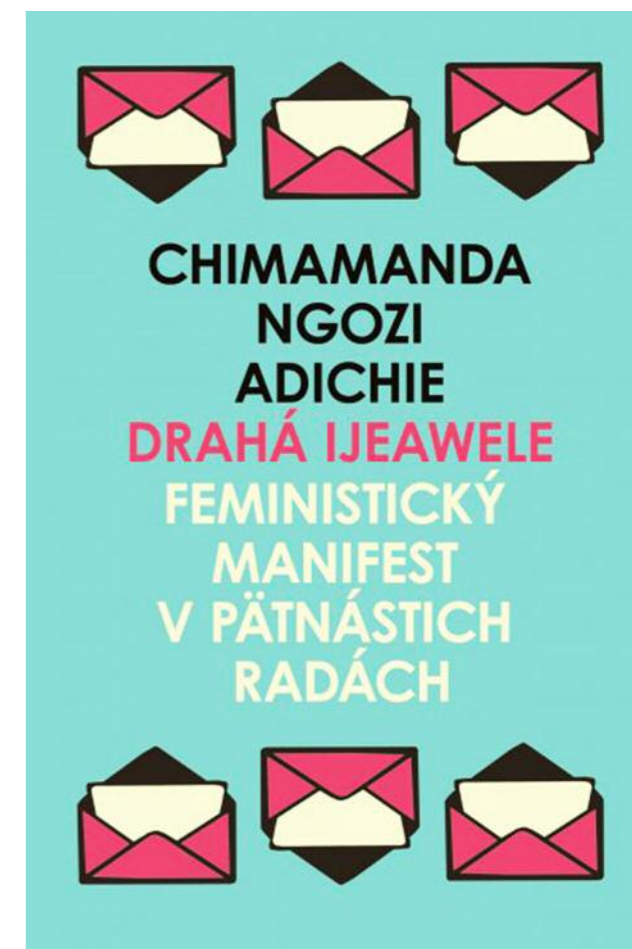 CHIMAMANDA
NGOZI
ADICHIE
DRAHÁ IJEAWELE
FEMINISTICKÝ
MANIFEST
V PÄTNÁSTICH
RADÁCH